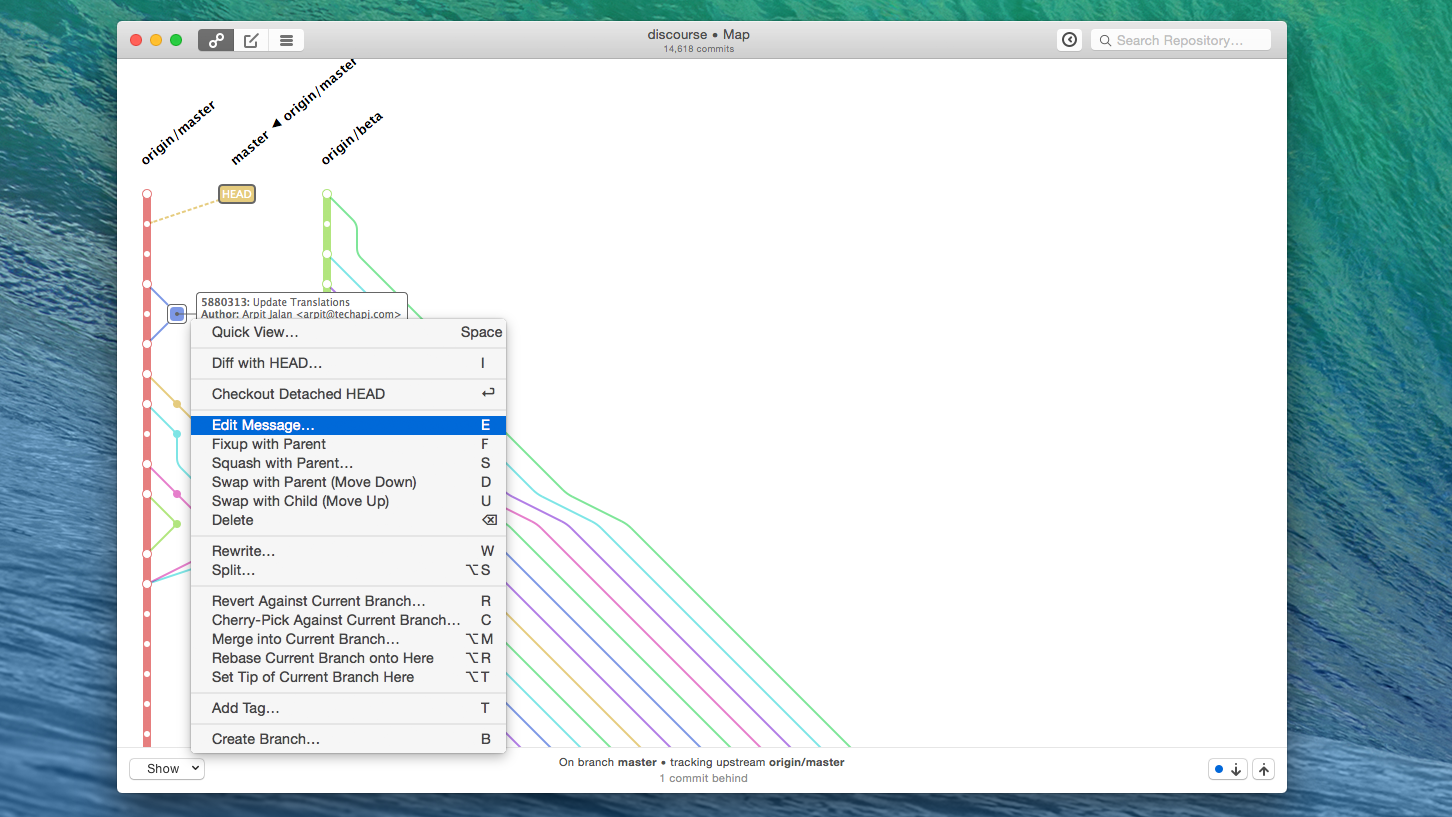 discourse • Map
14,618 commits
Search Repository…
origin/master
master ◀ origin/master
origin/beta
HEAD
5880313: Update Translations
Author: Arpit Jalan <arpit@techapj.com>
Quick View… Space
Diff with HEAD… I
Checkout Detached HEAD ↩
Edit Message… E
Fixup with Parent F
Squash with Parent… S
Swap with Parent (Move Down) D
Swap with Child (Move Up) U
Delete ⌫
Rewrite… W
Split… ⌥S
Revert Against Current Branch… R
Cherry-Pick Against Current Branch… C
Merge into Current Branch… ⌥M
Rebase Current Branch onto Here ⌥R
Set Tip of Current Branch Here ⌥T
Add Tag… T
Create Branch… B
Show
On branch master • tracking upstream origin/master
1 commit behind